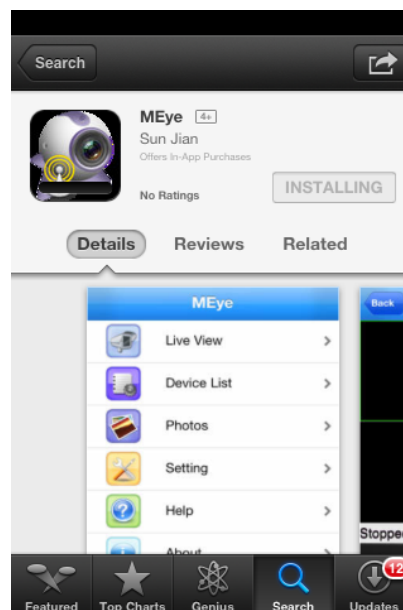 Search
MEye 4+
Sun Jian
Offers In-App Purchases
No Ratings
INSTALLING
Details Reviews Related
MEye
Live View
Device List
Photos
Setting
Help
About
Back
Stopped
Featured Top Charts Genius Search Updates
12